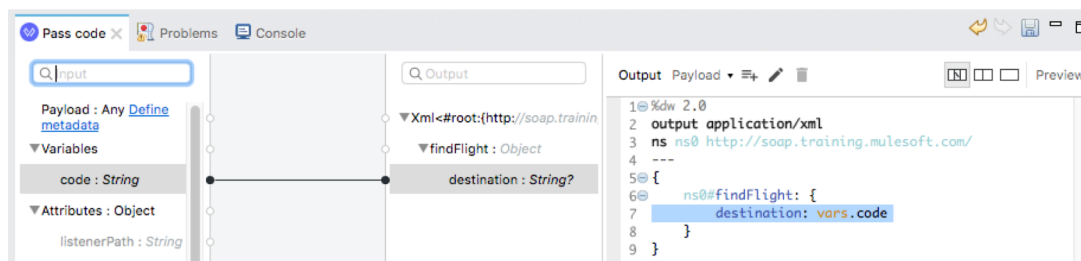 Pass code Problems Console
Input
Payload : Any Define
metadata
Variables
code : String
Attributes : Object
listenerPath : String
Output
Xml<#root:{http://soap.trainin
findFlight : Object
destination : String?
Output Payload Preview
1 %dw 2.0
2 output application/xml
3 ns ns0 http://soap.training.mulesoft.com/
4 ---
5 {
6 ns0#findFlight: {
7 destination: vars.code
8 }
9 }